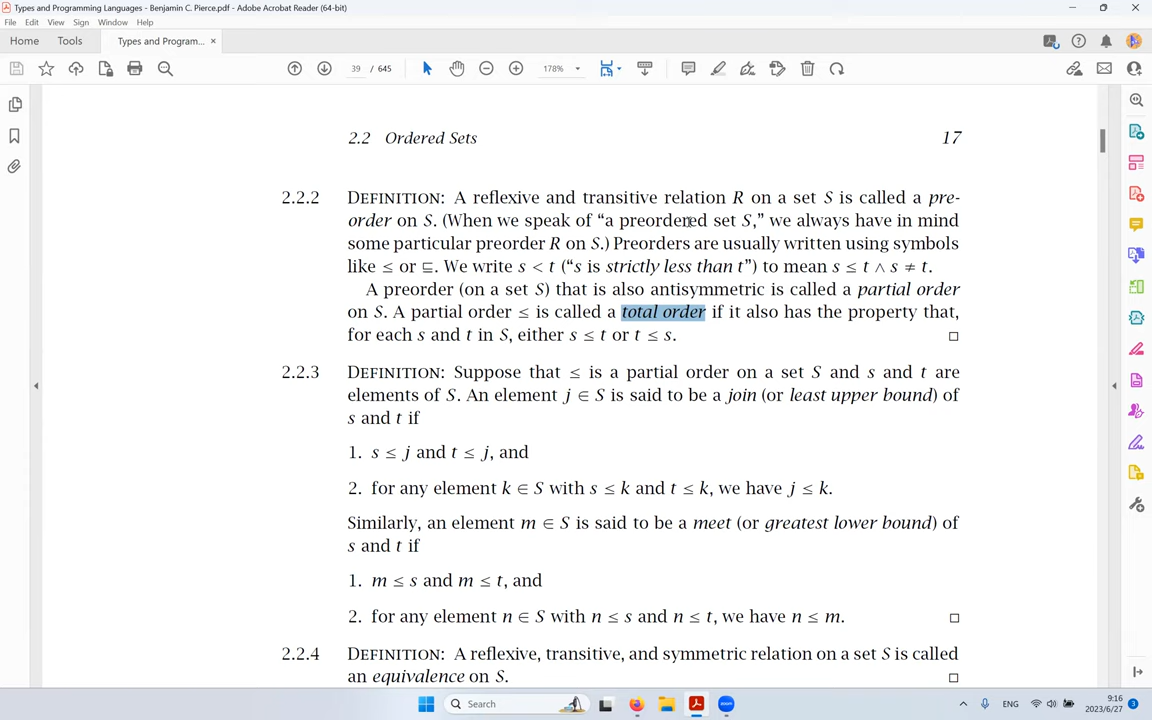 Types and Programming Languages - Benjamin C. Pierce.pdf - Adobe Acrobat Reader (64-bit)
File Edit View Sign Window Help
Home Tools Types and Program... ×
39 / 645 178%
2.2 Ordered Sets 17
2.2.2 DEFINITION: A reflexive and transitive relation R on a set S is called a pre-
order on S. (When we speak of “a preordered set S,” we always have in mind
some particular preorder R on S.) Preorders are usually written using symbols
like ≤ or ⊑. We write s < t (“s is strictly less than t”) to mean s ≤ t ∧ s ≠ t.
A preorder (on a set S) that is also antisymmetric is called a partial order
on S. A partial order ≤ is called a total order if it also has the property that,
for each s and t in S, either s ≤ t or t ≤ s. □
2.2.3 DEFINITION: Suppose that ≤ is a partial order on a set S and s and t are
elements of S. An element j ∈ S is said to be a join (or least upper bound) of
s and t if
1. s ≤ j and t ≤ j, and
2. for any element k ∈ S with s ≤ k and t ≤ k, we have j ≤ k.
Similarly, an element m ∈ S is said to be a meet (or greatest lower bound) of
s and t if
1. m ≤ s and m ≤ t, and
2. for any element n ∈ S with n ≤ s and n ≤ t, we have n ≤ m. □
2.2.4 DEFINITION: A reflexive, transitive, and symmetric relation on a set S is called
an equivalence on S. □
Search ENG 9:16
2023/6/27 3